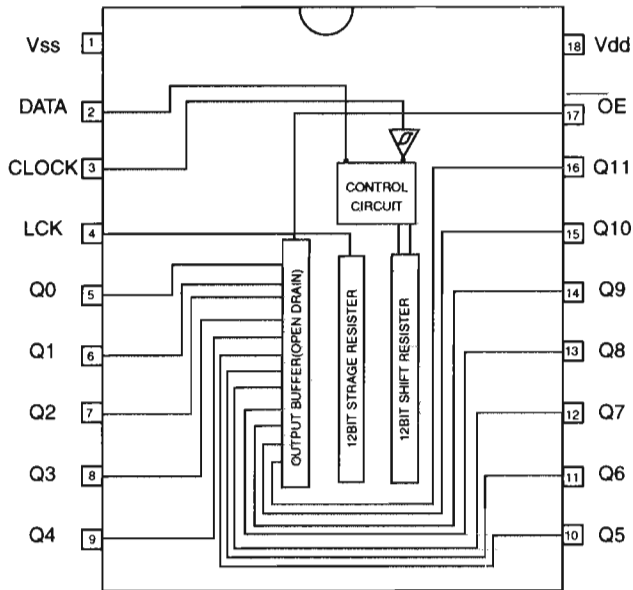 Vss 1
18 Vdd
DATA 2
17 OE
CLOCK 3
16 Q11
LCK 4
15 Q10
Q0 5
14 Q9
Q1 6
13 Q8
Q2 7
12 Q7
Q3 8
11 Q6
Q4 9
10 Q5
CONTROL
CIRCUIT
OUTPUT BUFFER(OPEN DRAIN)
12BIT STRAGE RESISTER
12BIT SHIFT RESISTER